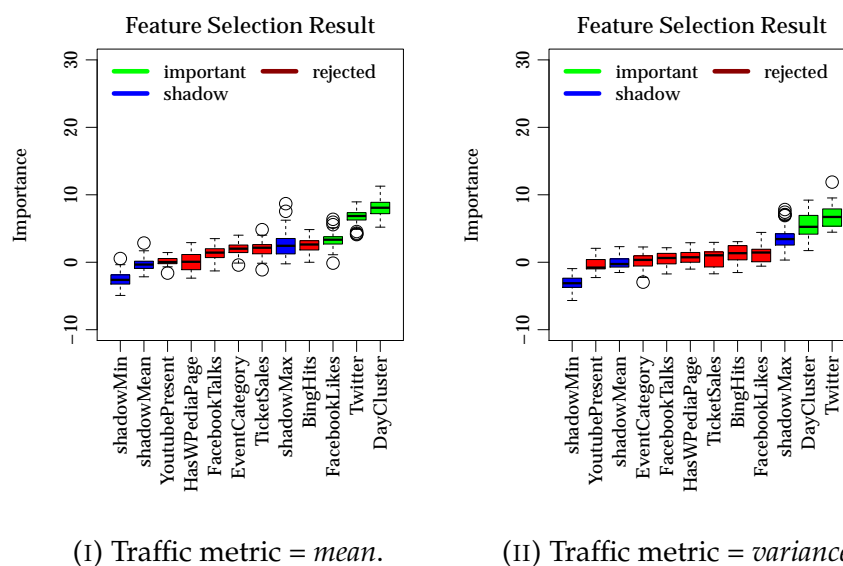 Feature Selection Result
important rejected
shadow
Importance
30
20
10
0
−10
shadowMin
shadowMean
YoutubePresent
HasWPediaPage
FacebookTalks
EventCategory
TicketSales
shadowMax
BingHits
FacebookLikes
Twitter
DayCluster
(I) Traffic metric = mean.
Feature Selection Result
important rejected
shadow
Importance
30
20
10
0
−10
shadowMin
YoutubePresent
shadowMean
EventCategory
FacebookTalks
HasWPediaPage
TicketSales
BingHits
FacebookLikes
shadowMax
DayCluster
Twitter
(II) Traffic metric = variance